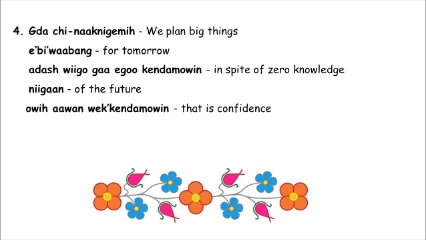 4. Gda chi-naaknigemih - We plan big things
e'bi'waabang - for tomorrow
adash wiigo gaa egoo kendamowin - in spite of zero knowledge
niigaan - of the future
owih aawan wek'kendamowin - that is confidence